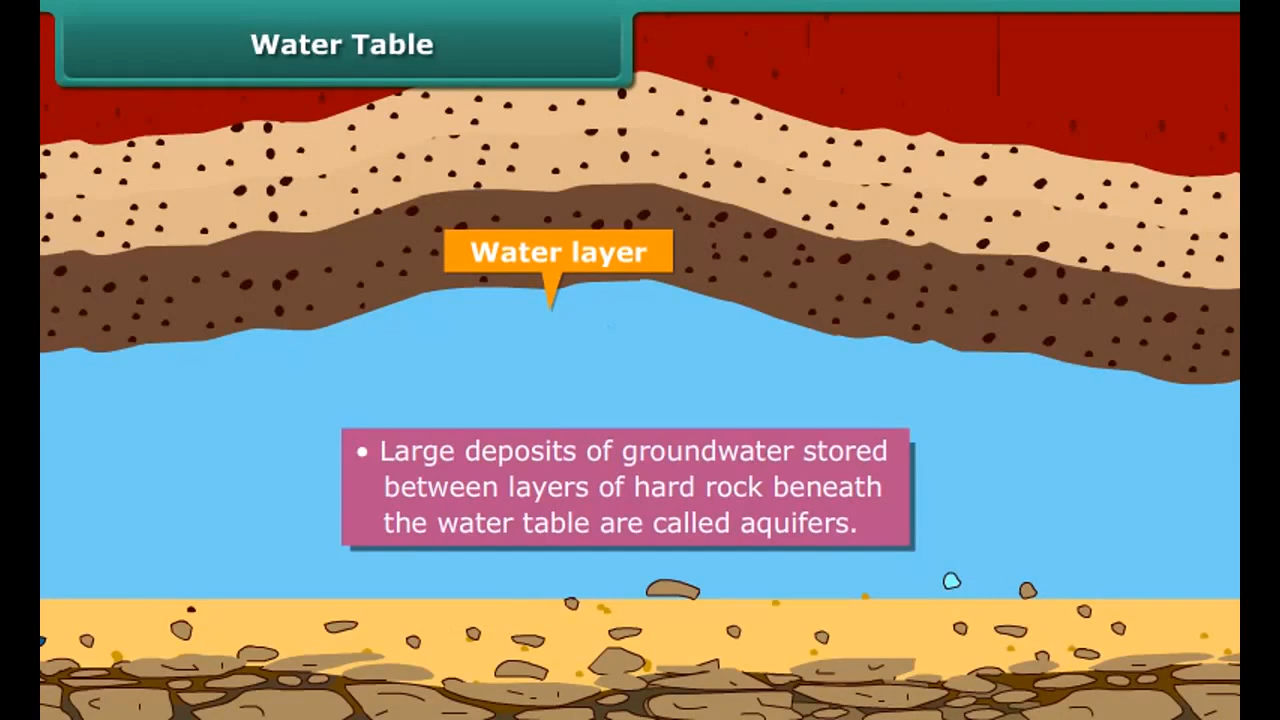 Water Table
Water layer
• Large deposits of groundwater stored
between layers of hard rock beneath
the water table are called aquifers.